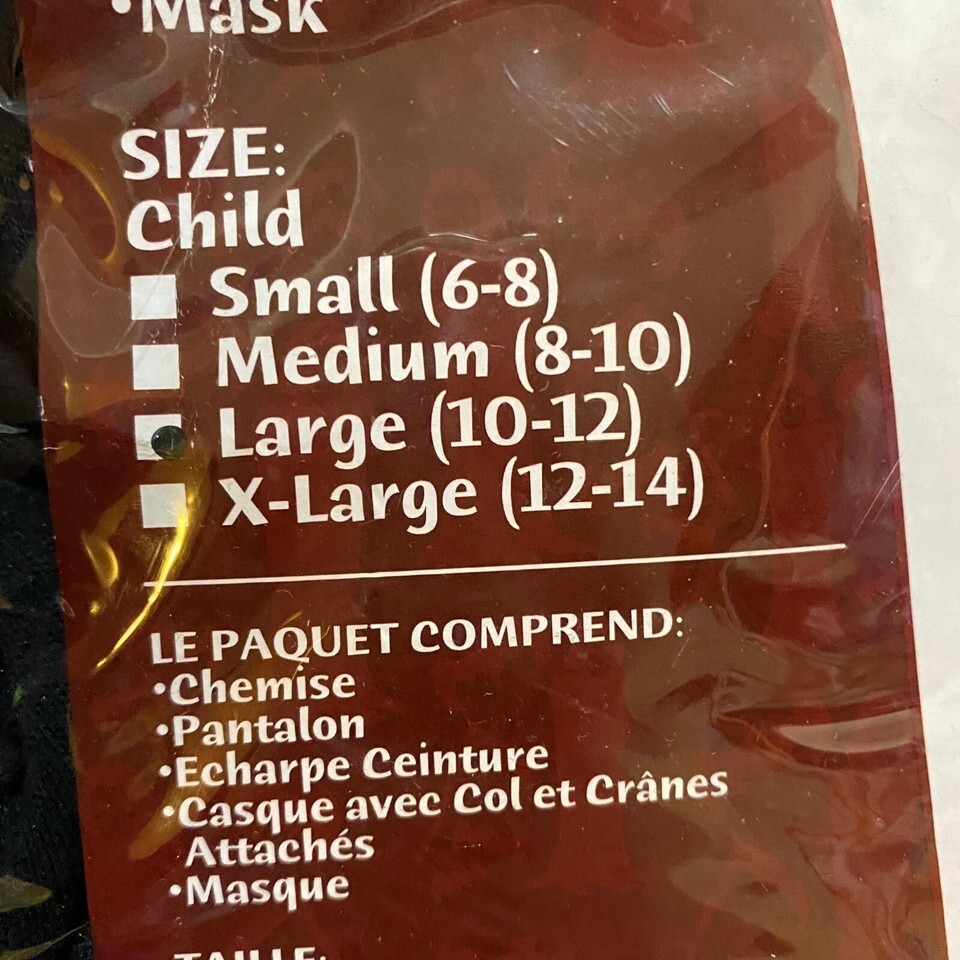 •Mask
SIZE:
Child
Small (6-8)
Medium (8-10)
Large (10-12)
X-Large (12-14)
LE PAQUET COMPREND:
•Chemise
•Pantalon
•Echarpe Ceinture
•Casque avec Col et Crânes
Attachés
•Masque
TAILLE: